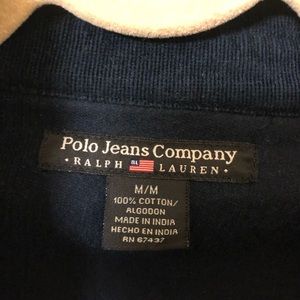 Polo Jeans Company
• RALPH RL LAUREN •
M/M
100% COTTON/
ALGODON
MADE IN INDIA
HECHO EN INDIA
RN 67437